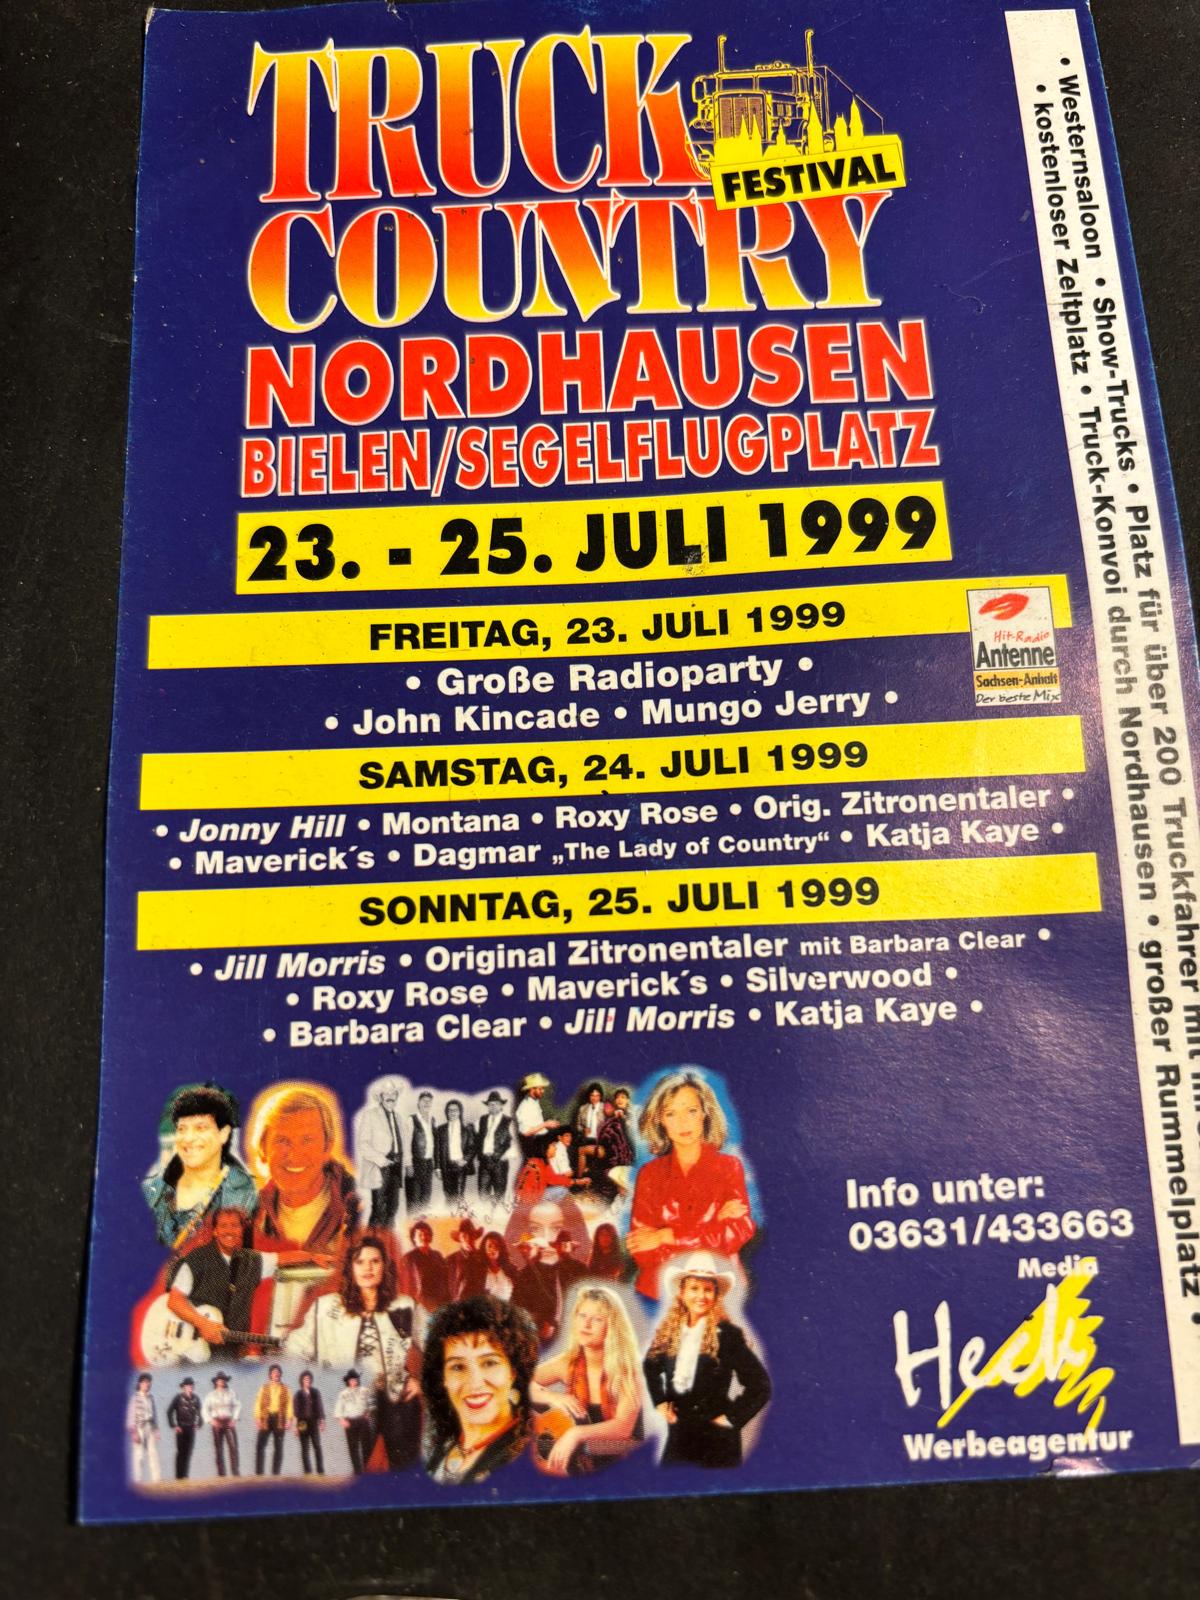 TRUCK
FESTIVAL
COUNTRY
NORDHAUSEN
BIELEN/SEGELFLUGPLATZ
23. - 25. JULI 1999
FREITAG, 23. JULI 1999
• Große Radioparty •
• John Kincade • Mungo Jerry •
Hit-Radio
Antenne
Sachsen-Anhalt
Der beste Mix
SAMSTAG, 24. JULI 1999
• Jonny Hill • Montana • Roxy Rose • Orig. Zitronentaler •
• Maverick´s • Dagmar „The Lady of Country“ • Katja Kaye •
SONNTAG, 25. JULI 1999
• Jill Morris • Original Zitronentaler mit Barbara Clear •
• Roxy Rose • Maverick´s • Silverwood •
• Barbara Clear • Jill Morris • Katja Kaye •
Info unter:
03631/433663
Media
Werbeagentur
• Westernsaloon • Show-Trucks • Platz für über 200 Truckfahrer mit
• kostenloser Zeltplatz • Truck-Konvoi durch Nordhausen • großer Rummelplatz •